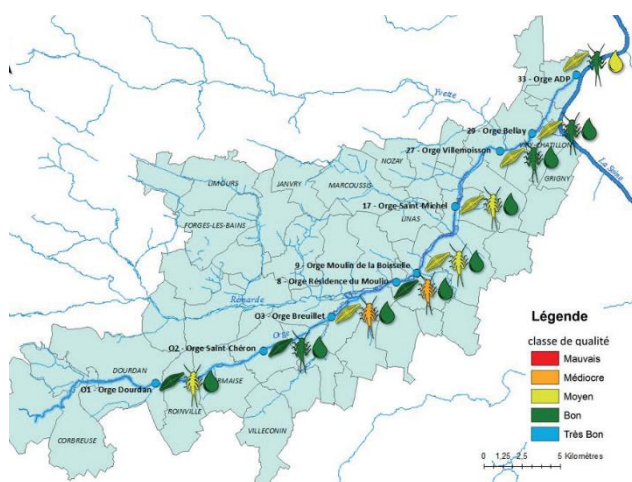 33 - Orge ADP
Yvette
29 - Orge Bellay
VIRY-CHATILLON
27 - Orge Villemoisson
NOZAY
GRIGNY
La Seine
LIMOURS
JANVRY
MARCOUSSIS
17 - Orge-Saint-Michel
LINAS
FORGES-LES-BAINS
9 - Orge Moulin de la Boisselle
8 - Orge Résidence du Moulin
Rémarde
O3 - Orge Breuillet
Orge
O2 - Orge Saint-Chéron
DOURDAN
O1 - Orge Dourdan
ROINVILLE
CORBREUSE
VILLECONIN
Légende
classe de qualité
Mauvais
Médiocre
Moyen
Bon
Très Bon
0 1,25 2,5 5 Kilomètres